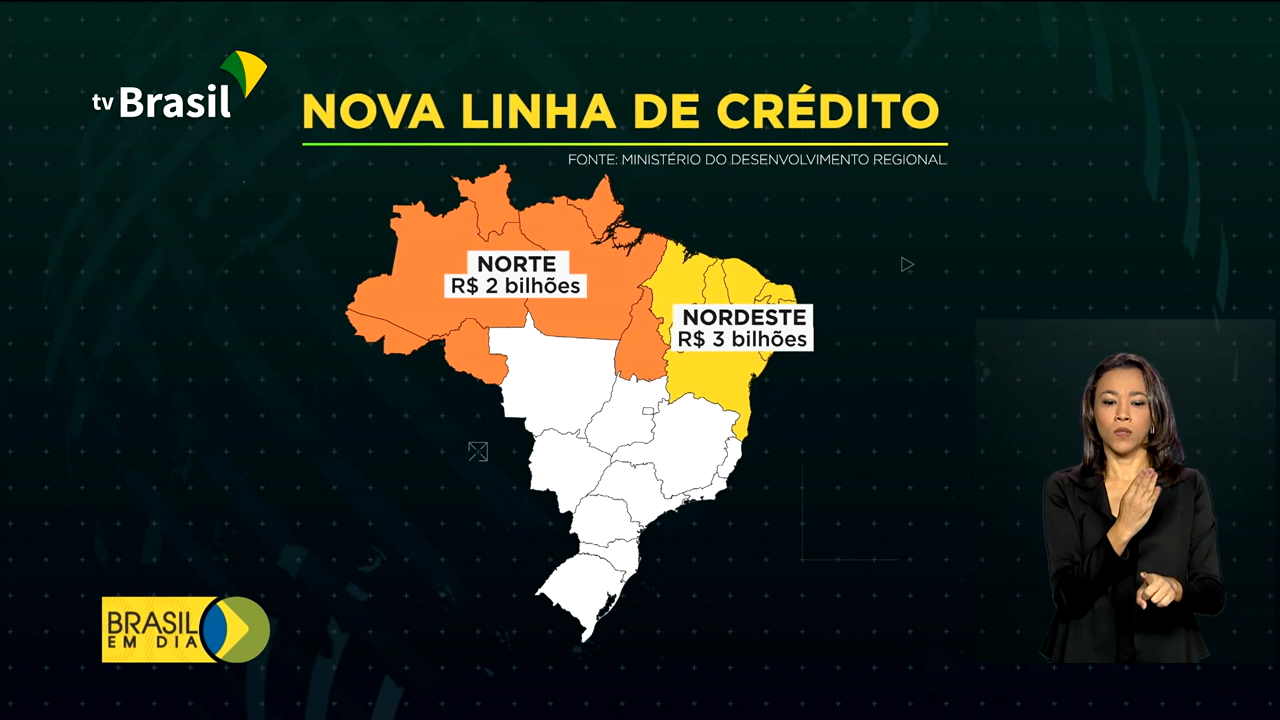 tv Brasil
NOVA LINHA DE CRÉDITO
FONTE: MINISTÉRIO DO DESENVOLVIMENTO REGIONAL
NORTE
R$ 2 bilhões
NORDESTE
R$ 3 bilhões
BRASIL
EM DIA